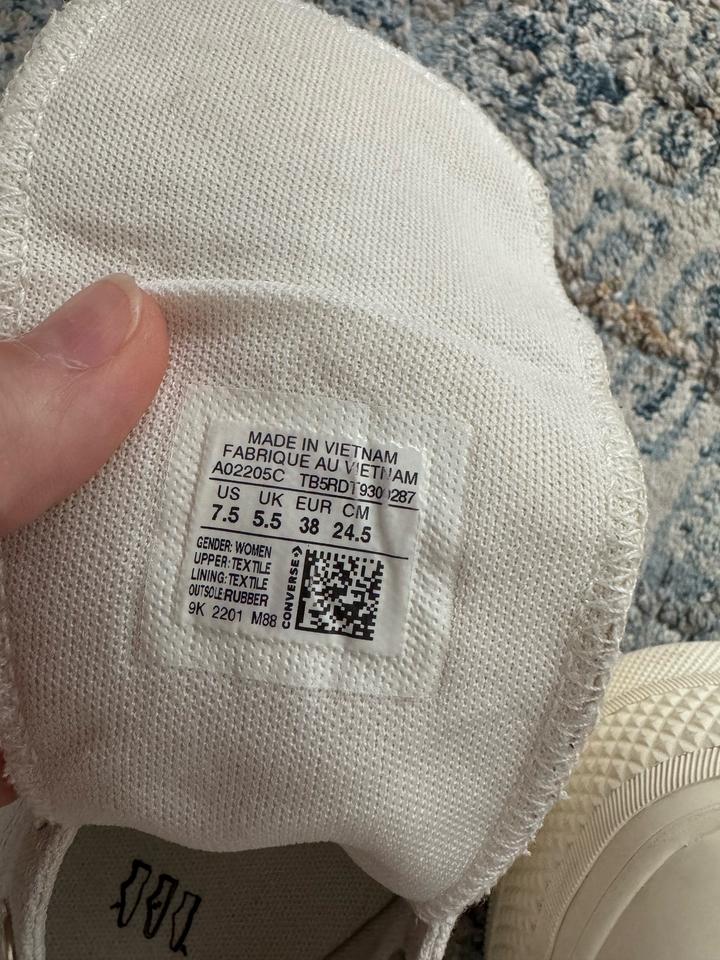 MADE IN VIETNAM
FABRIQUE AU VIETNAM
A02205C
US UK EUR CM
7.5 5.5 38 24.5
GENDER: WOMEN
UPPER: TEXTILE
LINING: TEXTILE
OUTSOLE RUBBER
9K 2201 M88
CONVERSE